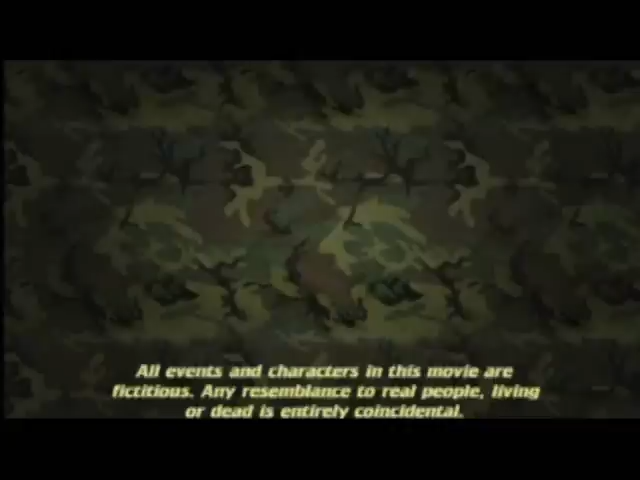 All events and characters in this movie are
fictitious. Any resemblance to real people, living
or dead is entirely coincidental.